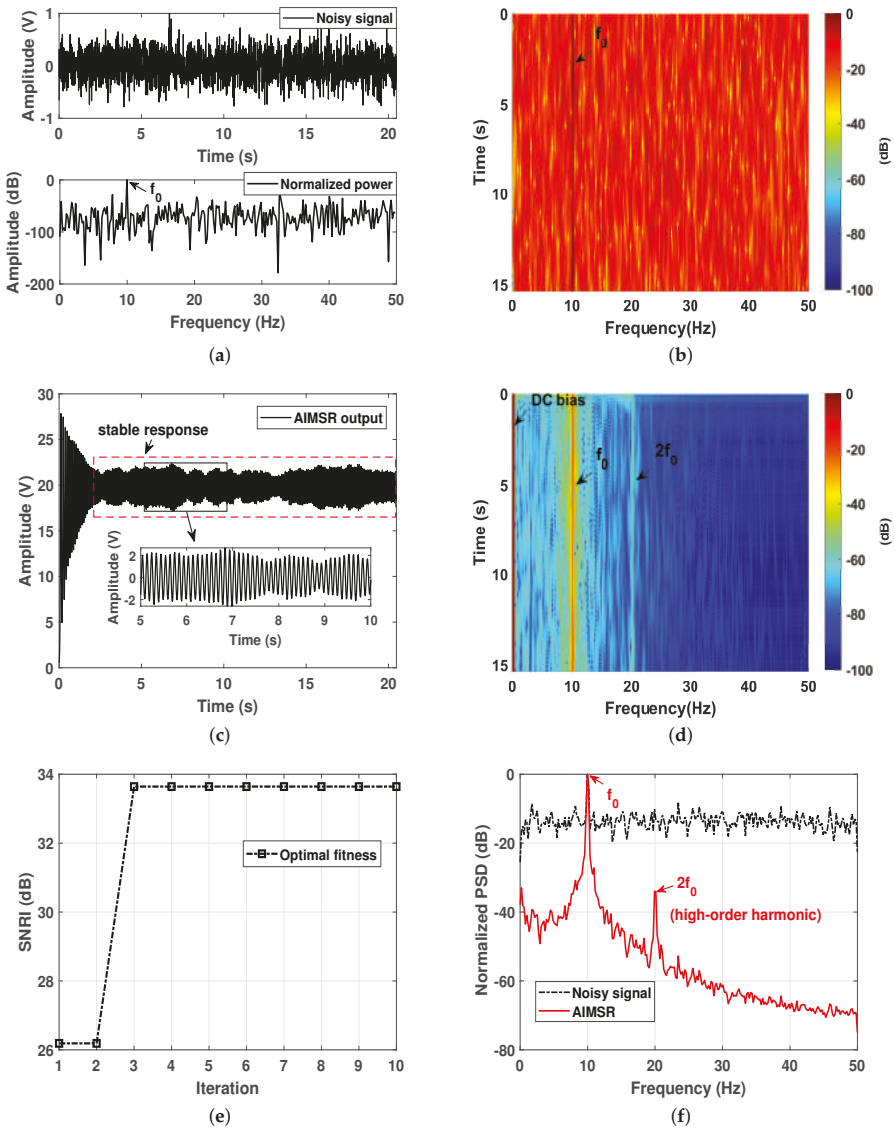 1
0
-1
Amplitude (V)
Noisy signal
0 5 10 15 20
Time (s)
0
-100
-200
Amplitude (dB)
Normalized power
f0
0 10 20 30 40 50
Frequency (Hz)
(a)
f0
0
5
10
15
Time (s)
0 10 20 30 40 50
Frequency(Hz)
0
-20
-40
-60
-80
-100
(dB)
(b)
30
25
20
15
10
5
0
Amplitude (V)
AIMSR output
stable response
2
0
-2
Amplitude (V)
5 6 7 8 9 10
Time (s)
0 5 10 15 20
Time (s)
(c)
DC bias
f0
2f0
0
5
10
15
Time (s)
0 10 20 30 40 50
Frequency(Hz)
0
-20
-40
-60
-80
-100
(dB)
(d)
34
32
30
28
26
SNRI (dB)
Optimal fitness
1 2 3 4 5 6 7 8 9 10
Iteration
(e)
0
-20
-40
-60
-80
Normalized PSD (dB)
f0
2f0
(high-order harmonic)
Noisy signal
AIMSR
0 10 20 30 40 50
Frequency (Hz)
(f)